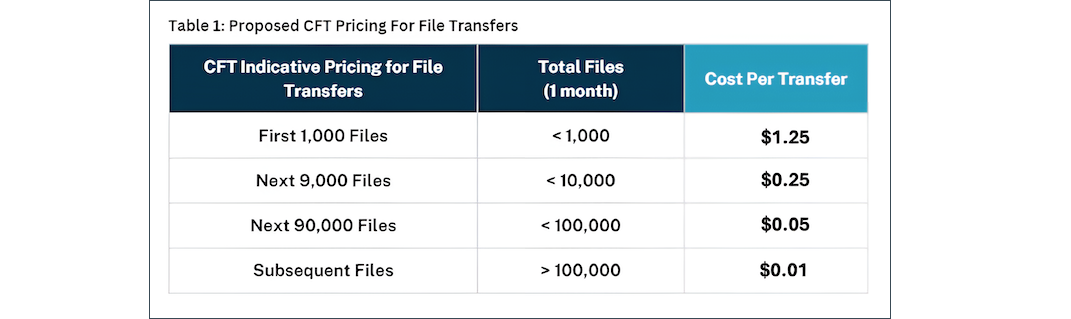 Table 1: Proposed CFT Pricing For File Transfers
CFT Indicative Pricing for File
Transfers
Total Files
(1 month)
Cost Per Transfer
First 1,000 Files
< 1,000
$1.25
Next 9,000 Files
< 10,000
$0.25
Next 90,000 Files
< 100,000
$0.05
Subsequent Files
> 100,000
$0.01